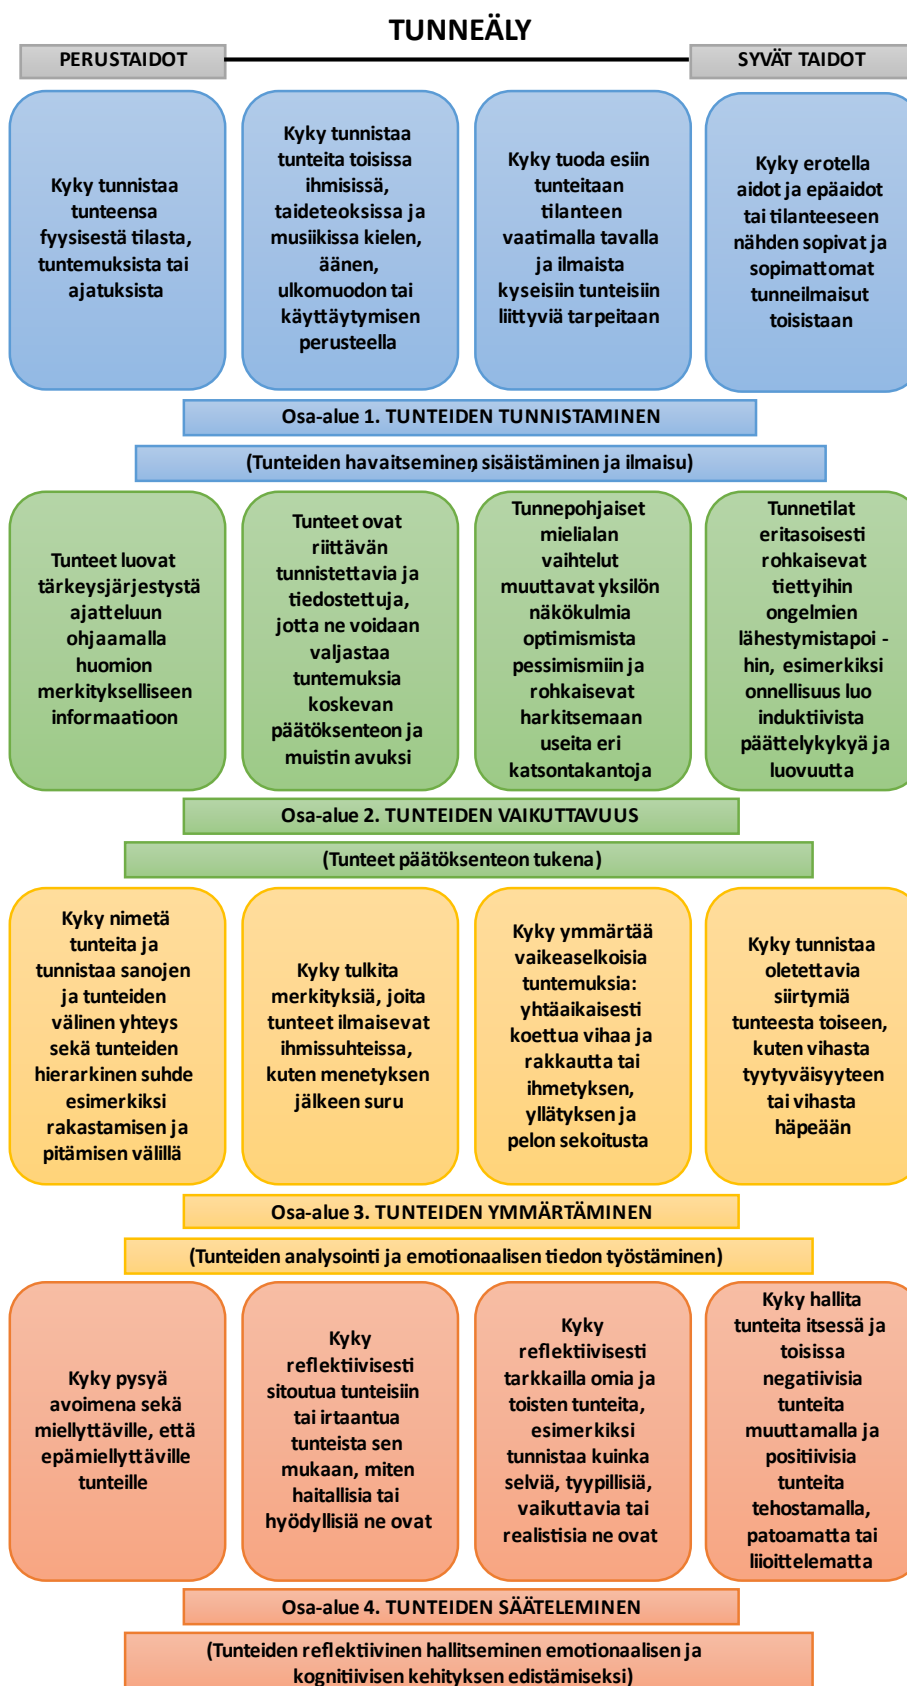 TUNNEÄLY
PERUSTAIDOT
SYVÄT TAIDOT
Kyky tunnistaa
tunteensa
fyysisestä tilasta,
tuntemuksista tai
ajatuksista
Kyky tunnistaa
tunteita toisissa
ihmisissä,
taideteoksissa ja
musiikissa kielen,
äänen,
ulkomuodon tai
käyttäytymisen
perusteella
Kyky tuoda esiin
tunteitaan
tilanteen
vaatimalla tavalla
ja ilmaista
kyseisiin tunteisiin
liittyviä tarpeitaan
Kyky erotella
aidot ja epäaidot
tai tilanteeseen
nähden sopivat ja
sopimattomat
tunneilmaisut
toisistaan
Osa-alue 1. TUNTEIDEN TUNNISTAMINEN
(Tunteiden havaitseminen, sisäistäminen ja ilmaisu)
Tunteet luovat
tärkeysjärjestystä
ajatteluun
ohjaamalla
huomion
merkitykselliseen
informaatioon
Tunteet ovat
riittävän
tunnistettavia ja
tiedostettuja,
jotta ne voidaan
valjastaa
tuntemuksia
koskevan
päätöksenteon ja
muistin avuksi
Tunnepohjaiset
mielialan
vaihtelut
muuttavat yksilön
näkökulmia
optimismista
pessimismiin ja
rohkaisevat
harkitsemaan
useita eri
katsontakantoja
Tunnetilat
eritasoisesti
rohkaisevat
tiettyihin
ongelmien
lähestymistapoi -
hin, esimerkiksi
onnellisuus luo
induktiivista
päättelykykyä ja
luovuutta
Osa-alue 2. TUNTEIDEN VAIKUTTAVUUS
(Tunteet päätöksenteon tukena)
Kyky nimetä
tunteita ja
tunnistaa sanojen
ja tunteiden
välinen yhteys
sekä tunteiden
hierarkinen suhde
esimerkiksi
rakastamisen ja
pitämisen välillä
Kyky tulkita
merkityksiä, joita
tunteet ilmaisevat
ihmissuhteissa,
kuten menetyksen
jälkeen suru
Kyky ymmärtää
vaikeaselkoisia
tuntemuksia:
yhtäaikaisesti
koettua vihaa ja
rakkautta tai
ihmetyksen,
yllätyksen ja
pelon sekoitusta
Kyky tunnistaa
oletettavia
siirtymiä
tunteesta toiseen,
kuten vihasta
tyytyväisyyteen
tai vihasta
häpeään
Osa-alue 3. TUNTEIDEN YMMÄRTÄMINEN
(Tunteiden analysointi ja emotionaalisen tiedon työstäminen)
Kyky pysyä
avoimena sekä
miellyttäville, että
epämiellyttäville
tunteille
Kyky
reflektiivisesti
sitoutua tunteisiin
tai irtaantua
tunteista sen
mukaan, miten
haitallisia tai
hyödyllisiä ne ovat
Kyky
reflektiivisesti
tarkkailla omia ja
toisten tunteita,
esimerkiksi
tunnistaa kuinka
selviä, tyypillisiä,
vaikuttavia tai
realistisia ne ovat
Kyky hallita
tunteita itsessä ja
toisissa
negatiivisia
tunteita
muuttamalla ja
positiivisia
tunteita
tehostamalla,
patoamatta tai
liioittelematta
Osa-alue 4. TUNTEIDEN SÄÄTELEMINEN
(Tunteiden reflektiivinen hallitseminen emotionaalisen ja
kognitiivisen kehityksen edistämiseksi)